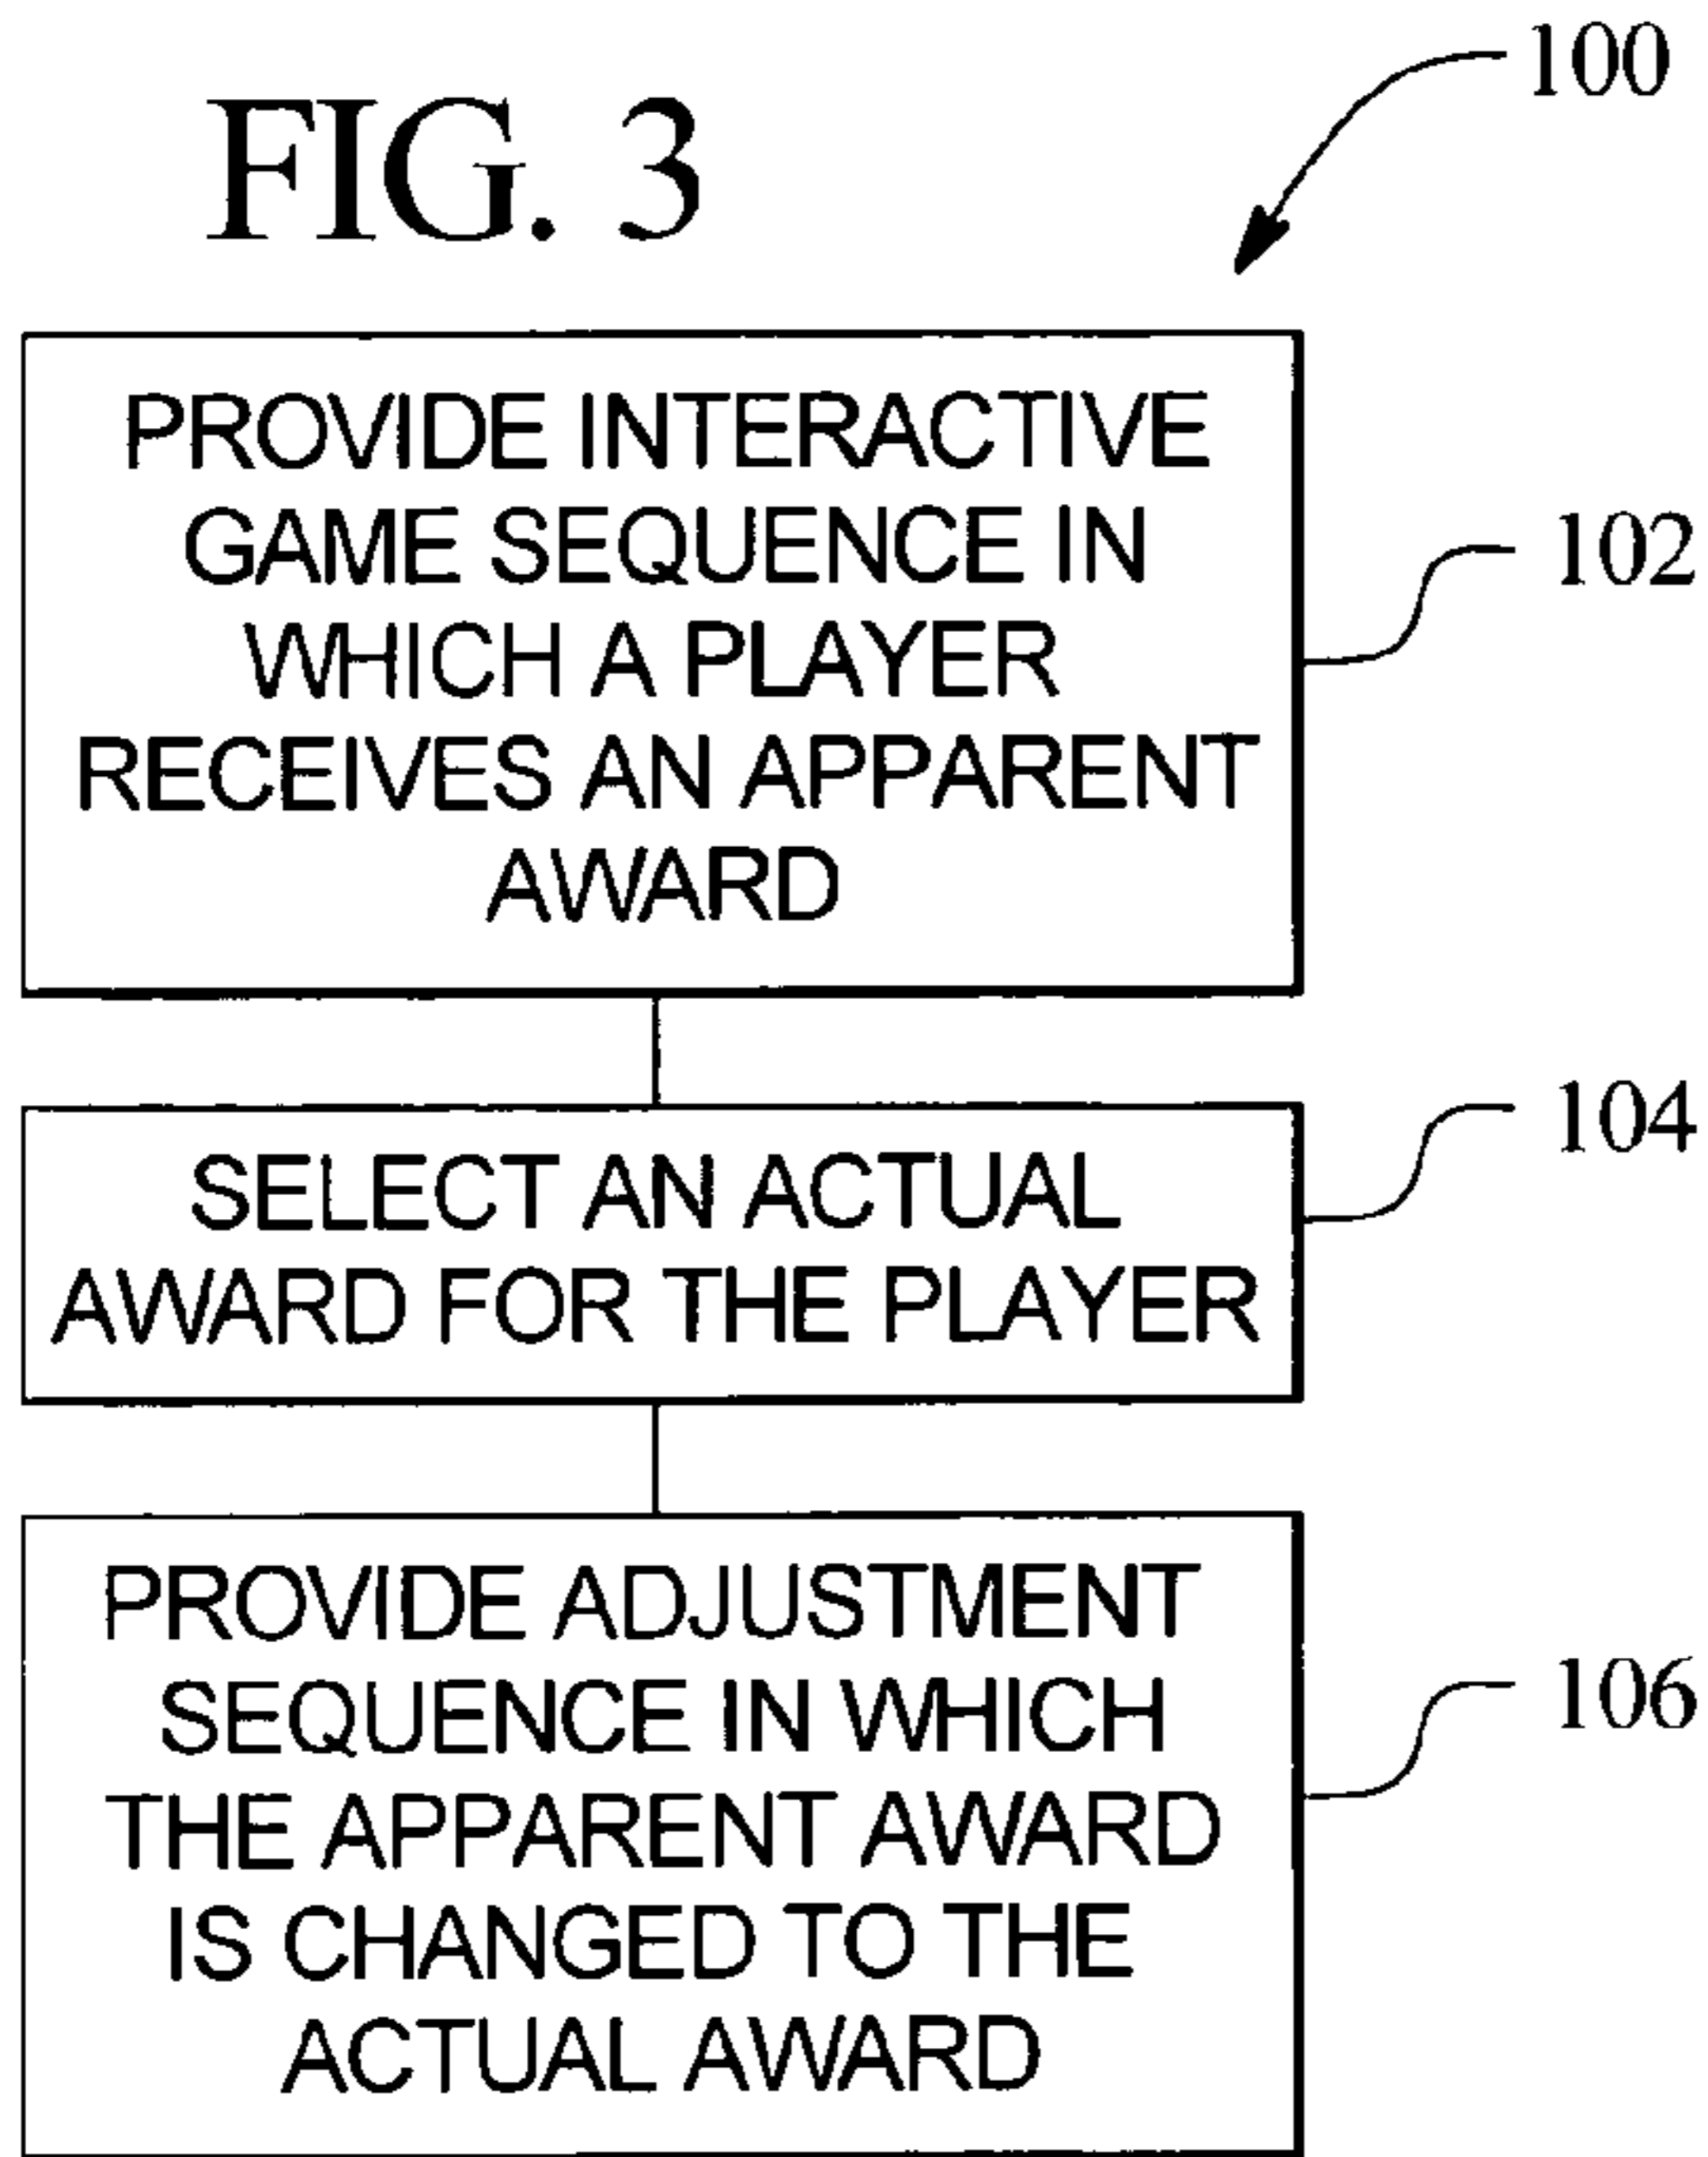 100
FIG. 3
PROVIDE INTERACTIVE
GAME SEQUENCE IN
WHICH A PLAYER
RECEIVES AN APPARENT
AWARD
102
SELECT AN ACTUAL
AWARD FOR THE PLAYER
104
PROVIDE ADJUSTMENT
SEQUENCE IN WHICH
THE APPARENT AWARD
IS CHANGED TO THE
ACTUAL AWARD
106